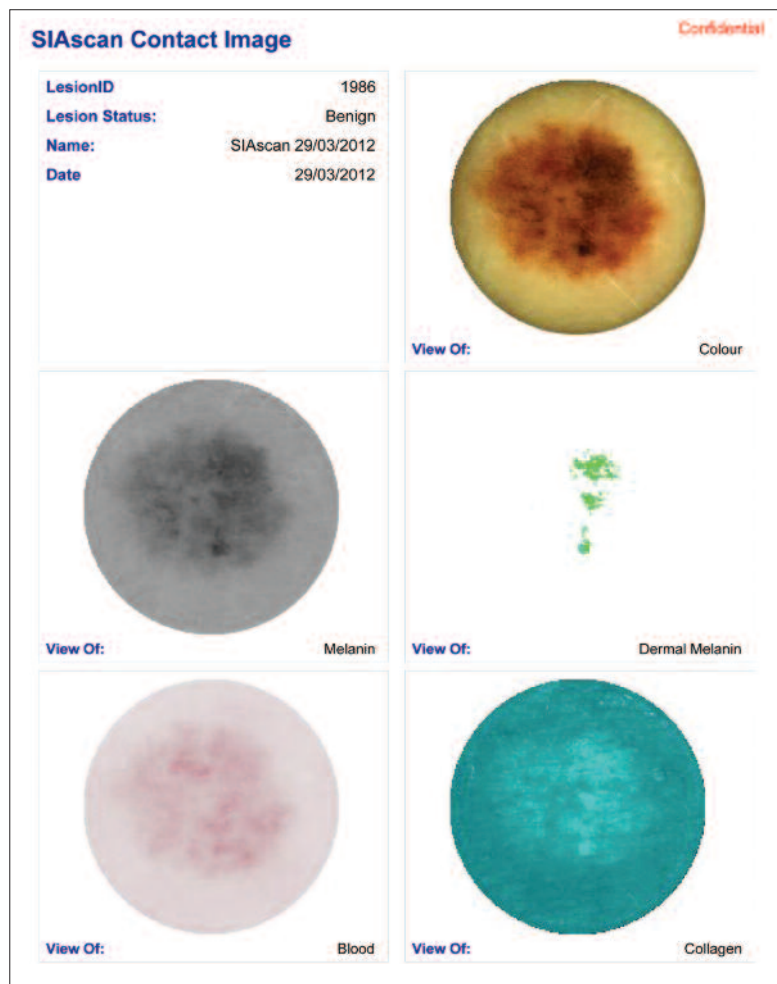 SIAscan Contact Image
Confidential
LesionID 1986
Lesion Status: Benign
Name: SIAscan 29/03/2012
Date 29/03/2012
View Of: Colour
View Of: Melanin
View Of: Dermal Melanin
View Of: Blood
View Of: Collagen